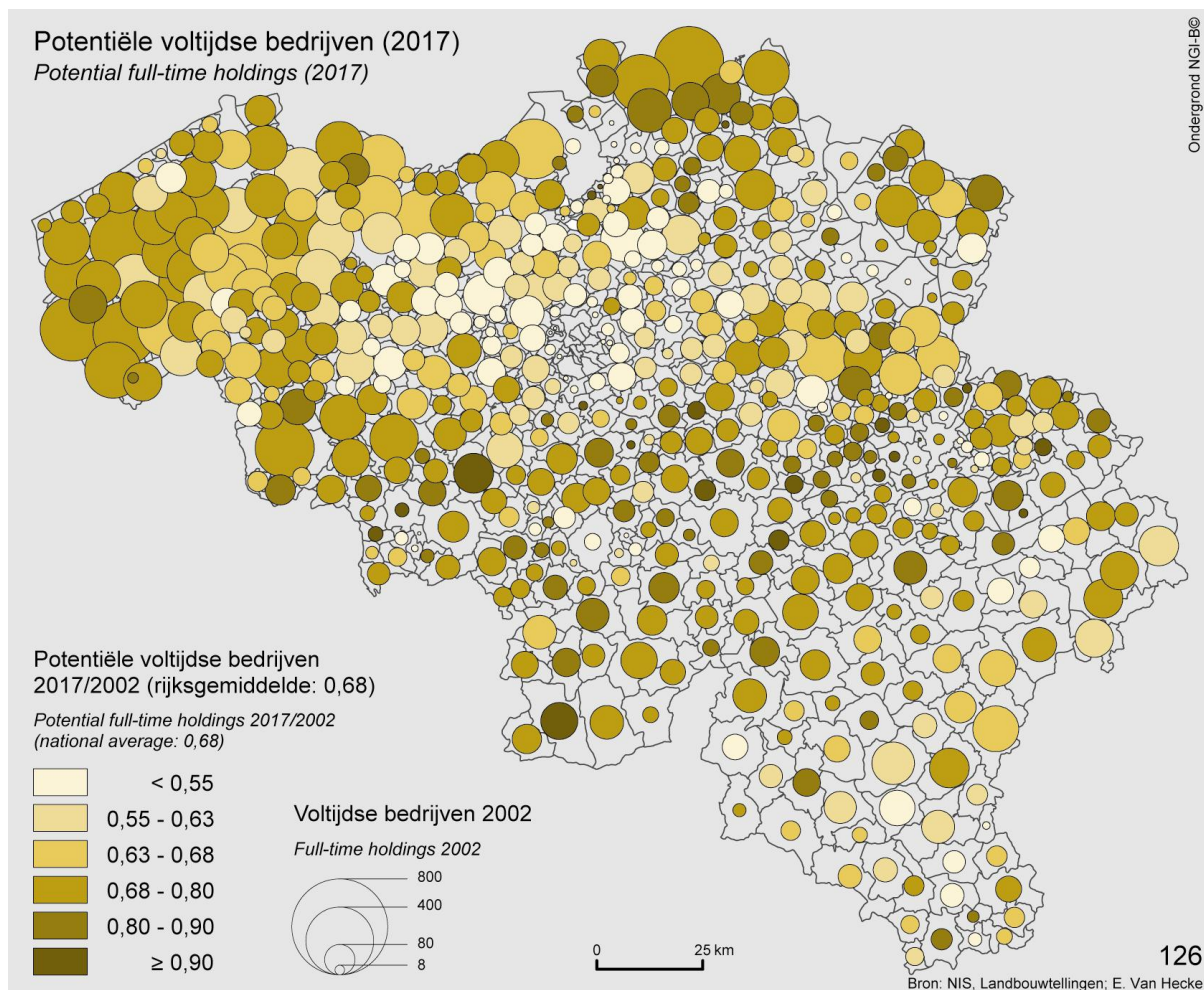 Potentiële voltijdse bedrijven (2017)
Potential full-time holdings (2017)
Ondergrond NGI-B©
Potentiële voltijdse bedrijven
2017/2002 (rijksgemiddelde: 0,68)
Potential full-time holdings 2017/2002
(national average: 0,68)
< 0,55
0,55 - 0,63
0,63 - 0,68
0,68 - 0,80
0,80 - 0,90
≥ 0,90
Voltijdse bedrijven 2002
Full-time holdings 2002
800
400
80
8
0 25 km
126
Bron: NIS, Landbouwtellingen; E. Van Hecke